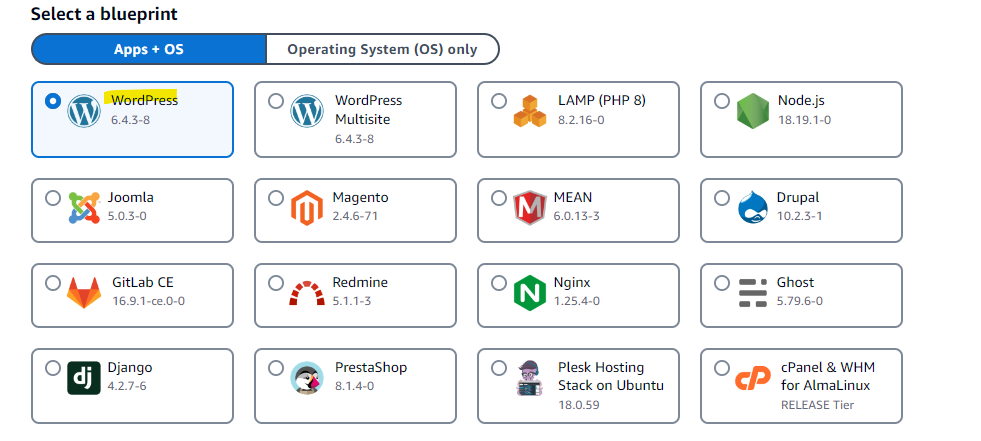 Select a blueprint
Apps + OS
Operating System (OS) only
WordPress
6.4.3-8
WordPress
Multisite
6.4.3-8
LAMP (PHP 8)
8.2.16-0
Node.js
18.19.1-0
Joomla
5.0.3-0
Magento
2.4.6-71
MEAN
6.0.13-3
Drupal
10.2.3-1
GitLab CE
16.9.1-ce.0-0
Redmine
5.1.1-3
Nginx
1.25.4-0
Ghost
5.79.6-0
dj
Django
4.2.7-6
PrestaShop
8.1.4-0
Plesk Hosting
Stack on Ubuntu
18.0.59
cP
cPanel & WHM
for AlmaLinux
RELEASE Tier